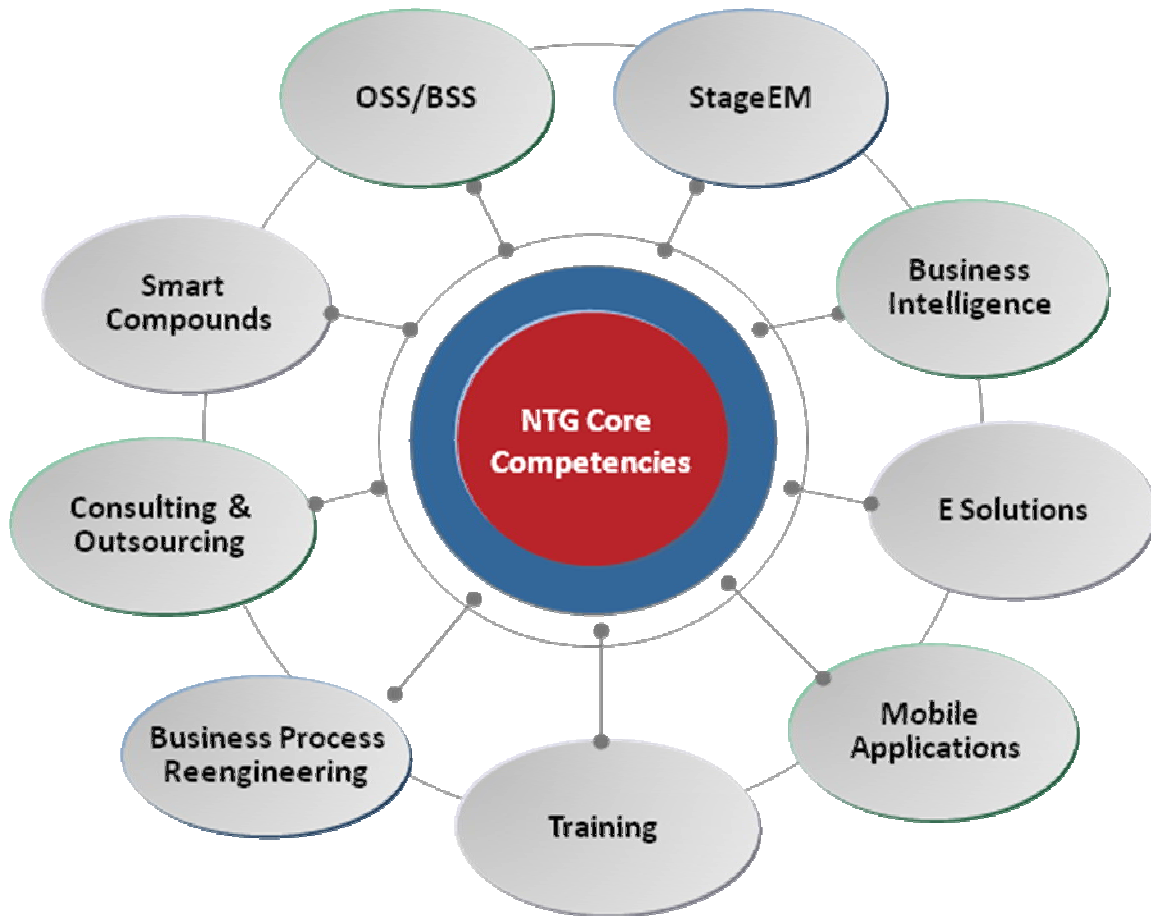 OSS/BSS
StageEM
Business
Intelligence
E Solutions
Mobile
Applications
Training
Business Process
Reengineering
Consulting &
Outsourcing
Smart
Compounds
NTG Core
Competencies